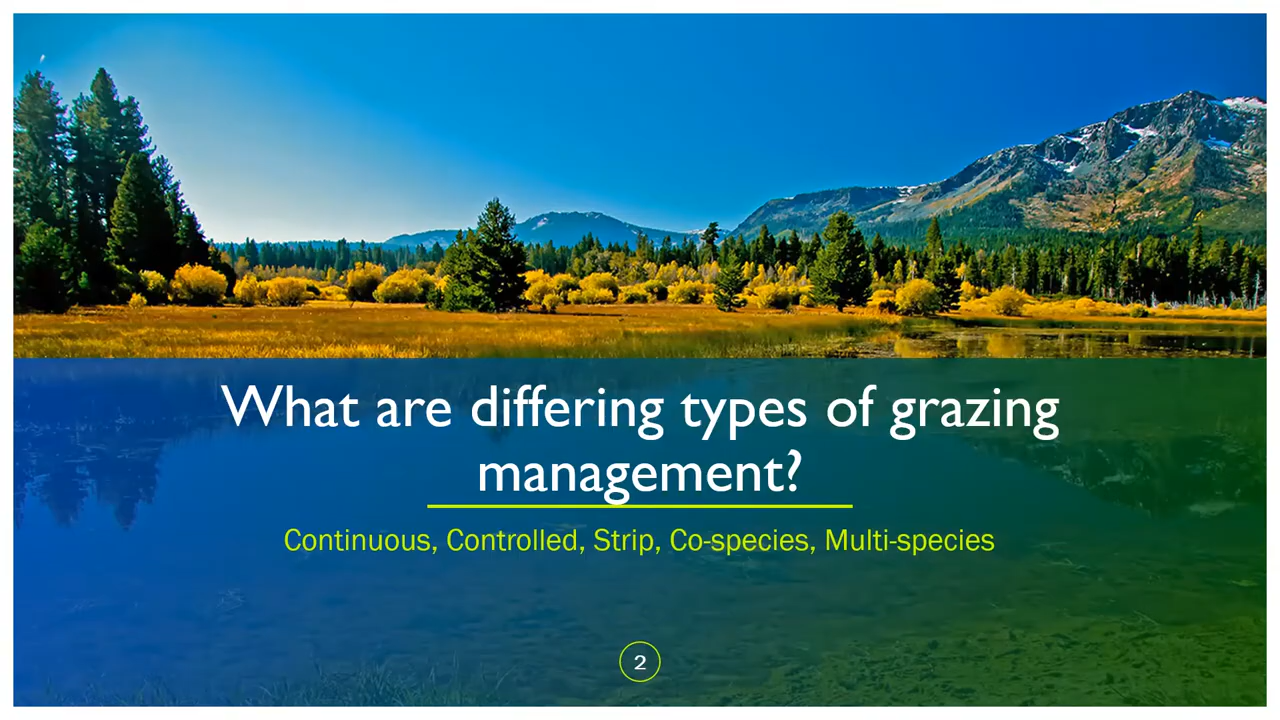 What are differing types of grazing
management?
Continuous, Controlled, Strip, Co-species, Multi-species
2